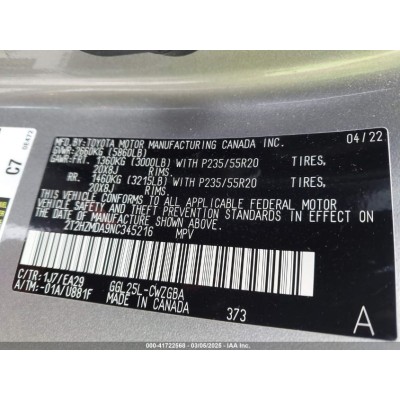 MFD. BY:TOYOTA MOTOR MANUFACTURING CANADA INC. 04/22
GVWR: 2660KG (5860LB)
GAWR:FRT. 1360KG (3000LB) WITH P235/55R20 TIRES,
20X8J RIMS.
RR. 1460KG (3215LB) WITH P235/55R20 TIRES,
20X8J RIMS.
THIS VEHICLE CONFORMS TO ALL APPLICABLE FEDERAL MOTOR
VEHICLE SAFETY, BUMPER, AND THEFT PREVENTION STANDARDS
IN EFFECT ON THE DATE OF MANUFACTURE SHOWN ABOVE.
2T2HZMDA9NC345216 MPV
C/TR:1J7/EA29 GGL25L-CWZGBA
A/TM:-01A/U881F MADE IN CANADA 373 A
C7
000-41722568 - 03/05/2025 - IAA Inc.